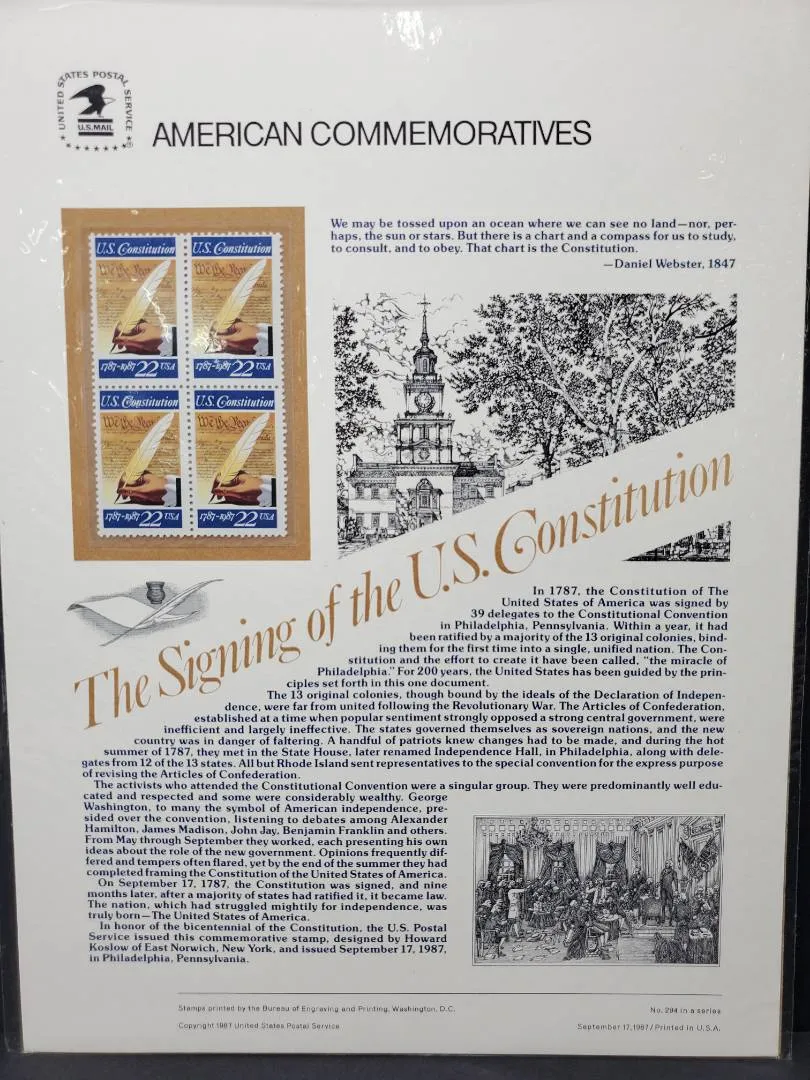 UNITED STATES POSTAL SERVICE
U.S.MAIL
AMERICAN COMMEMORATIVES
U.S. Constitution
We the Peop
1787-1987 22 USA
U.S. Constitution
We the Peop
1787-1987 22 USA
U.S. Constitution
We the Peop
1787-1987 22 USA
U.S. Constitution
We the Peop
1787-1987 22 USA
We may be tossed upon an ocean where we can see no land—nor, per-
haps, the sun or stars. But there is a chart and a compass for us to study,
to consult, and to obey. That chart is the Constitution.
—Daniel Webster, 1847
The Signing of the U.S. Constitution
In 1787, the Constitution of The
United States of America was signed by
39 delegates to the Constitutional Convention
in Philadelphia, Pennsylvania. Within a year, it had
been ratified by a majority of the 13 original colonies, bind-
ing them for the first time into a single, unified nation. The Con-
stitution and the effort to create it have been called, "the miracle of
Philadelphia." For 200 years, the United States has been guided by the prin-
ciples set forth in this one document.
The 13 original colonies, though bound by the ideals of the Declaration of Indepen-
dence, were far from united following the Revolutionary War. The Articles of Confederation,
established at a time when popular sentiment strongly opposed a strong central government, were
inefficient and largely ineffective. The states governed themselves as sovereign nations, and the new
country was in danger of faltering. A handful of patriots knew changes had to be made, and during the hot
summer of 1787, they met in the State House, later renamed Independence Hall, in Philadelphia, along with dele-
gates from 12 of the 13 states. All but Rhode Island sent representatives to the special convention for the express purpose
of revising the Articles of Confederation.
The activists who attended the Constitutional Convention were a singular group. They were predominantly well edu-
cated and respected and some were considerably wealthy. George
Washington, to many the symbol of American independence, pre-
sided over the convention, listening to debates among Alexander
Hamilton, James Madison, John Jay, Benjamin Franklin and others.
From May through September they worked, each presenting his own
ideas about the role of the new government. Opinions frequently dif-
fered and tempers often flared, yet by the end of the summer they had
completed framing the Constitution of the United States of America.
On September 17, 1787, the Constitution was signed, and nine
months later, after a majority of states had ratified it, it became law.
The nation, which had struggled mightily for independence, was
truly born—The United States of America.
In honor of the bicentennial of the Constitution, the U.S. Postal
Service issued this commemorative stamp, designed by Howard
Koslow of East Norwich, New York, and issued September 17, 1987,
in Philadelphia, Pennsylvania.
Stamps printed by the Bureau of Engraving and Printing, Washington, D.C.
No. 294 in a series
Copyright 1987 United States Postal Service
September 17, 1987/Printed in U.S.A.